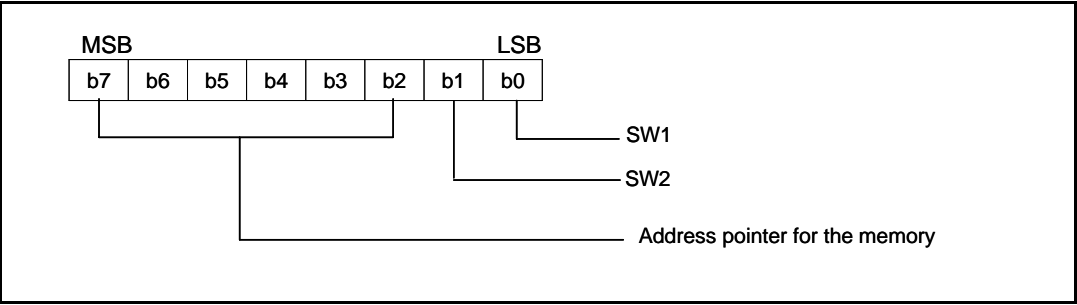 MSB LSB
b7 b6 b5 b4 b3 b2 b1 b0
SW1
SW2
Address pointer for the memory